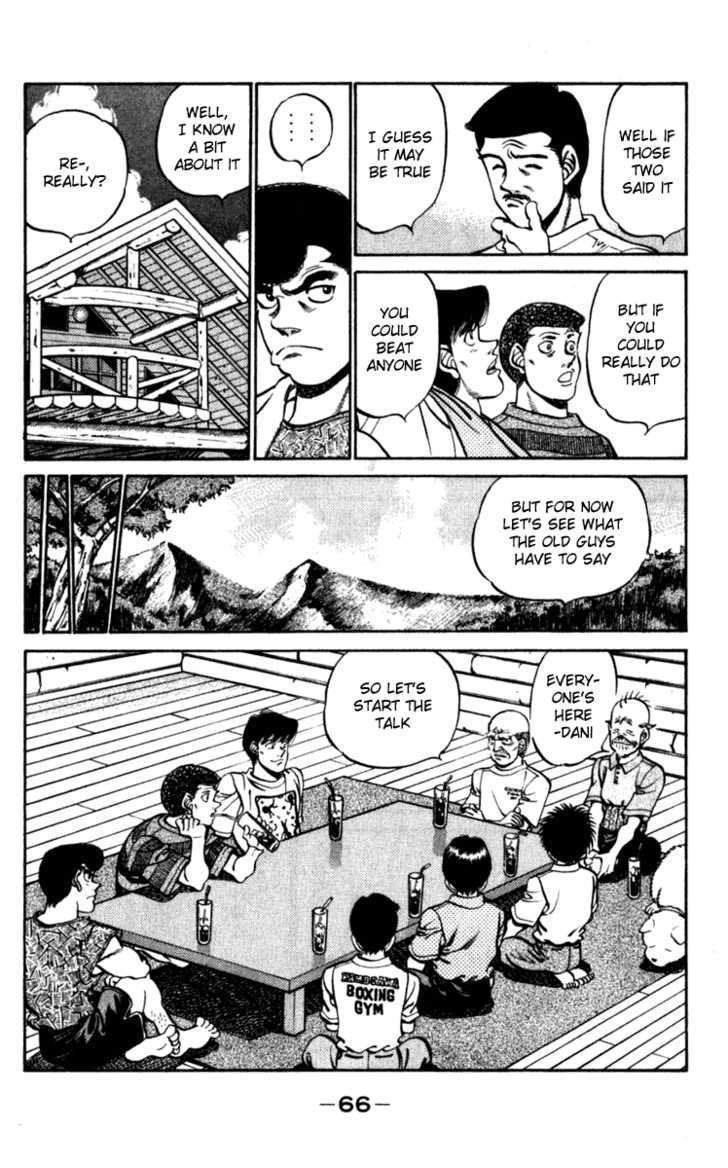 WELL IF
THOSE
TWO
SAID IT
I GUESS
IT MAY
BE TRUE
BUT IF
YOU
COULD
REALLY DO
THAT
YOU
COULD
BEAT
ANYONE
......
WELL,
I KNOW
A BIT
ABOUT IT
RE-,
REALLY?
BUT FOR NOW
LET'S SEE WHAT
THE OLD GUYS
HAVE TO SAY
EVERY-
ONE'S
HERE
-DANI
SO LET'S
START THE
TALK
KAMOGAWA
BOXING
GYM
-66-